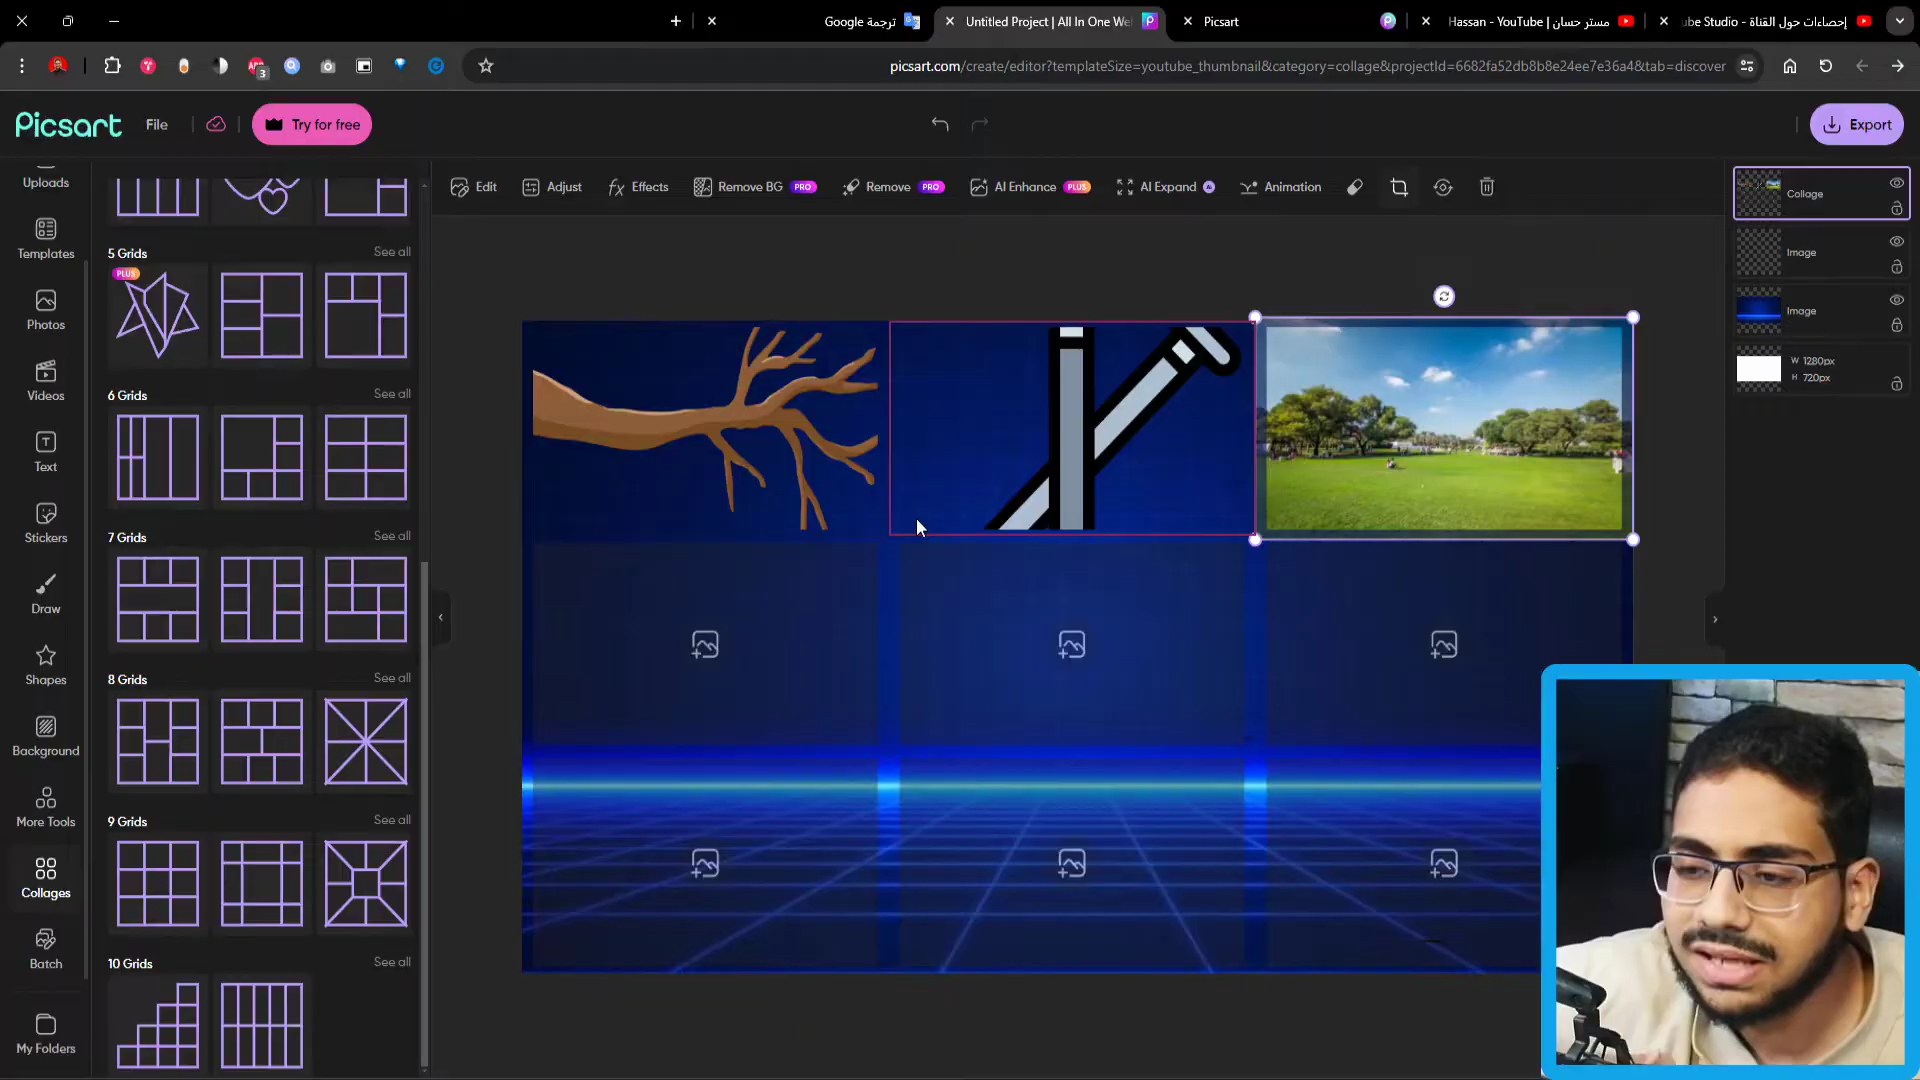 ترجمة Google
Untitled Project | All In One We
Picsart
مستر حسان | Hassan - YouTube
إحصاءات حول القناة - ube Studio
3
picsart.com/create/editor?templateSize=youtube_thumbnail&category=collage&projectId=6682fa52db8b8e24ee7e36a4&tab=discover
Picsart
File
Try for free
Export
Edit
Adjust
fx Effects
Remove BG PRO
Remove PRO
AI Enhance PLUS
AI Expand
Animation
Uploads
Templates
Photos
Videos
T
Text
Stickers
Draw
Shapes
Background
More Tools
Collages
Batch
My Folders
5 Grids See all
PLUS
6 Grids See all
7 Grids See all
8 Grids See all
9 Grids See all
10 Grids See all
Collage
Image
Image
W 1280px
H 720px